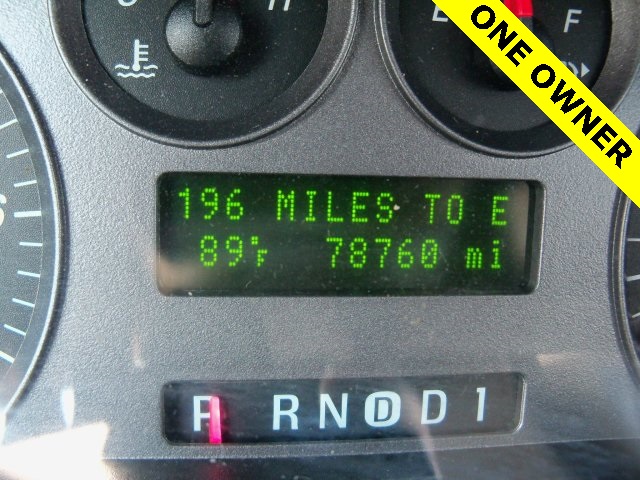 H
E
F
ONE OWNER
196 MILES TO E
89°F 78760 mi
P R N D D 1